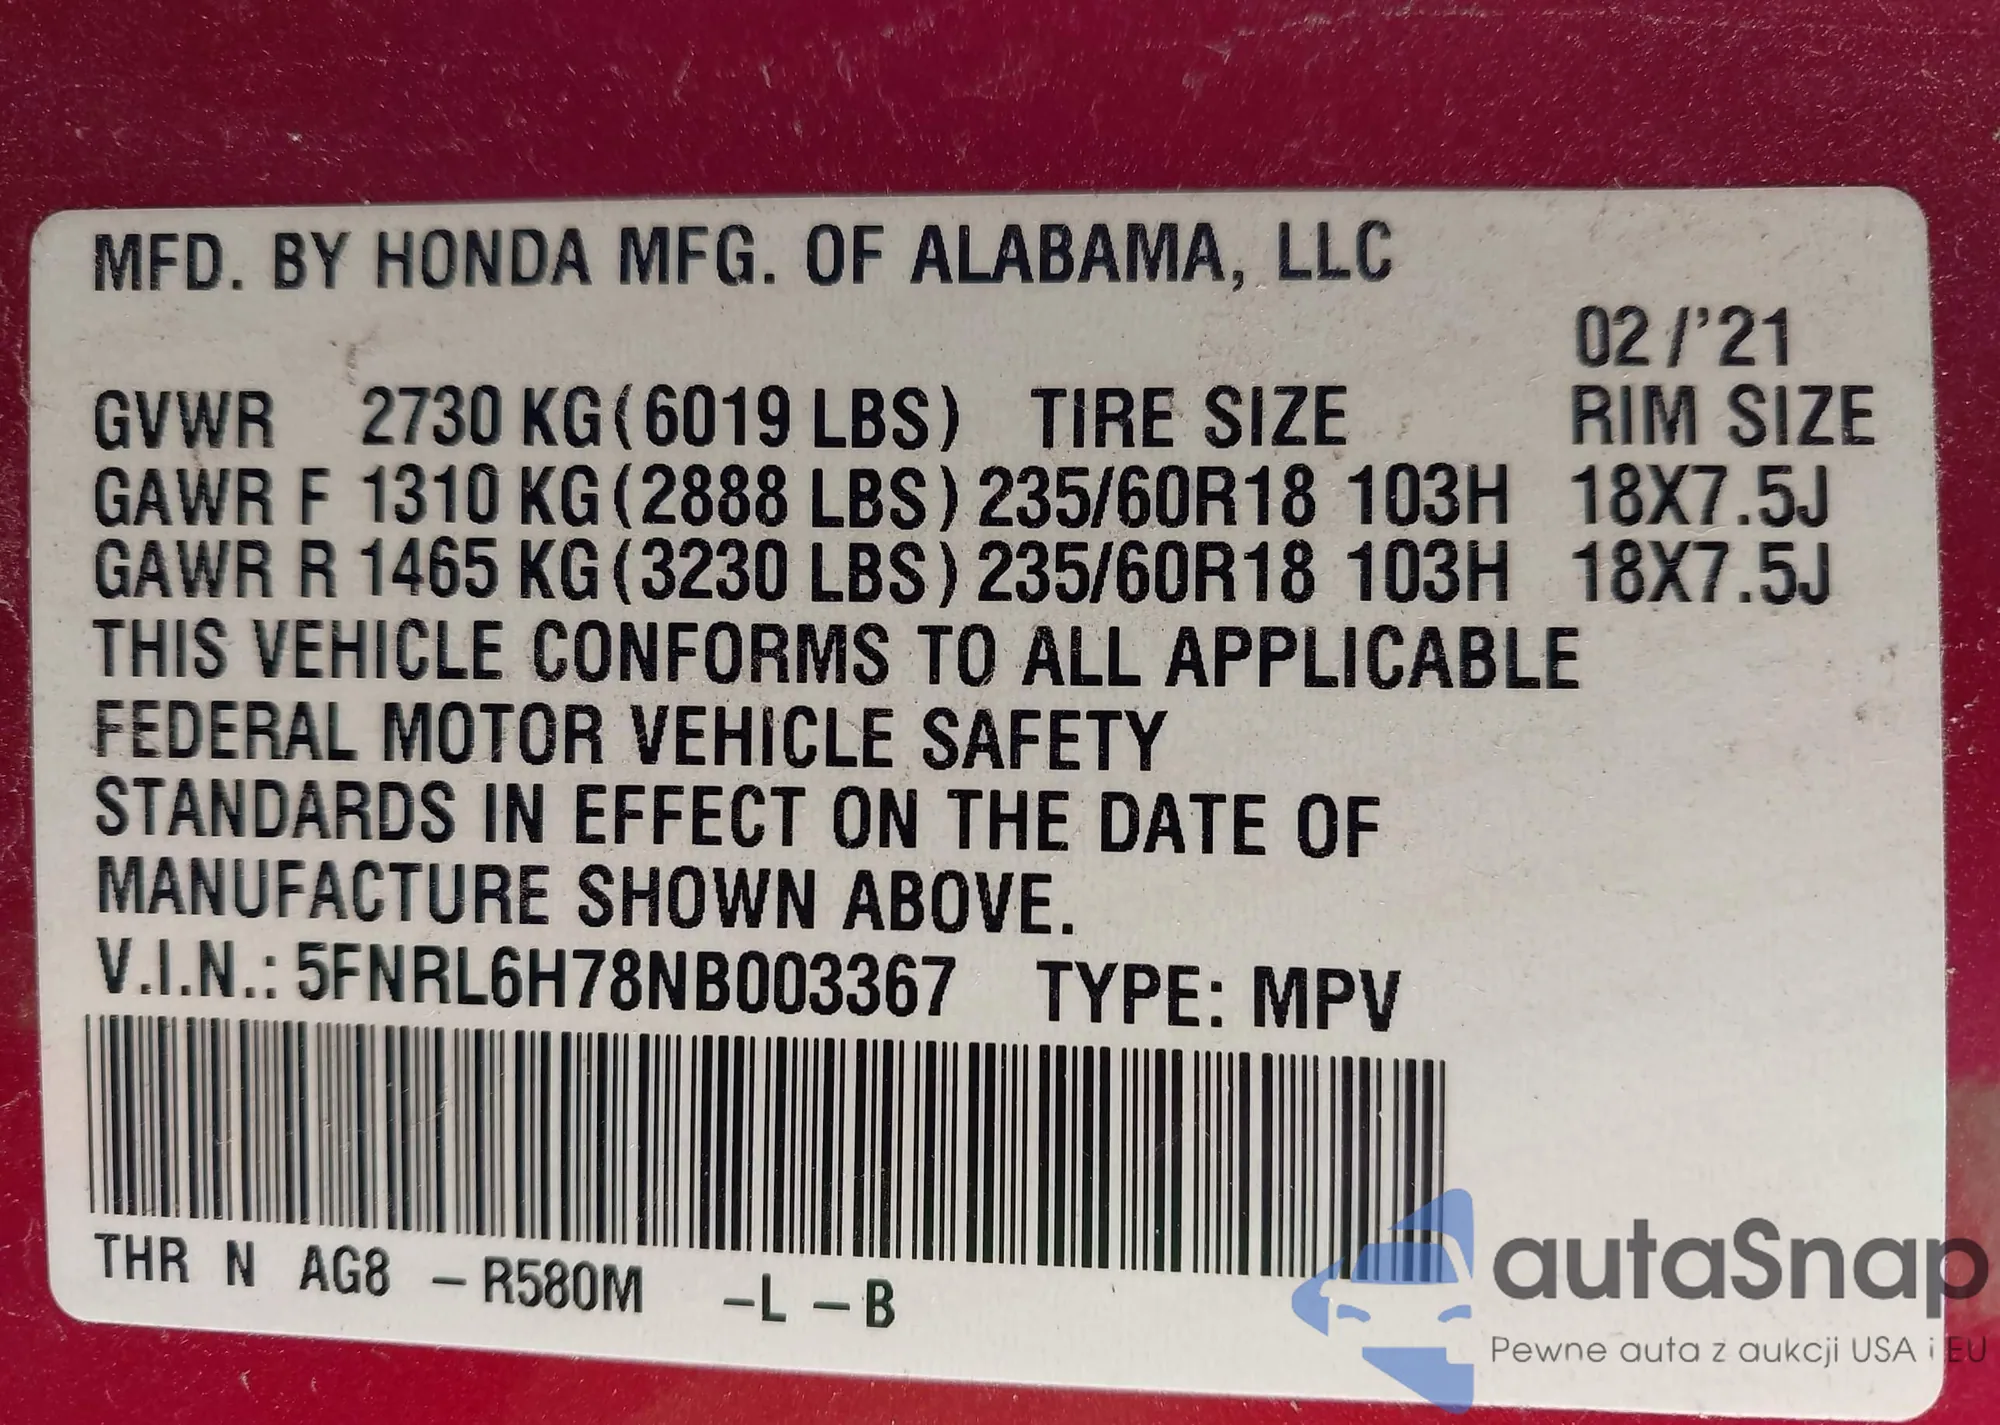 MFD. BY HONDA MFG. OF ALABAMA, LLC
02/'21
GVWR 2730 KG(6019 LBS) TIRE SIZE RIM SIZE
GAWR F 1310 KG(2888 LBS) 235/60R18 103H 18X7.5J
GAWR R 1465 KG(3230 LBS) 235/60R18 103H 18X7.5J
THIS VEHICLE CONFORMS TO ALL APPLICABLE
FEDERAL MOTOR VEHICLE SAFETY
STANDARDS IN EFFECT ON THE DATE OF
MANUFACTURE SHOWN ABOVE.
V.I.N.: 5FNRL6H78NB003367 TYPE: MPV
THR N AG8 – R580M –L –B
autaSnap
Pewne auta z aukcji USA i EU